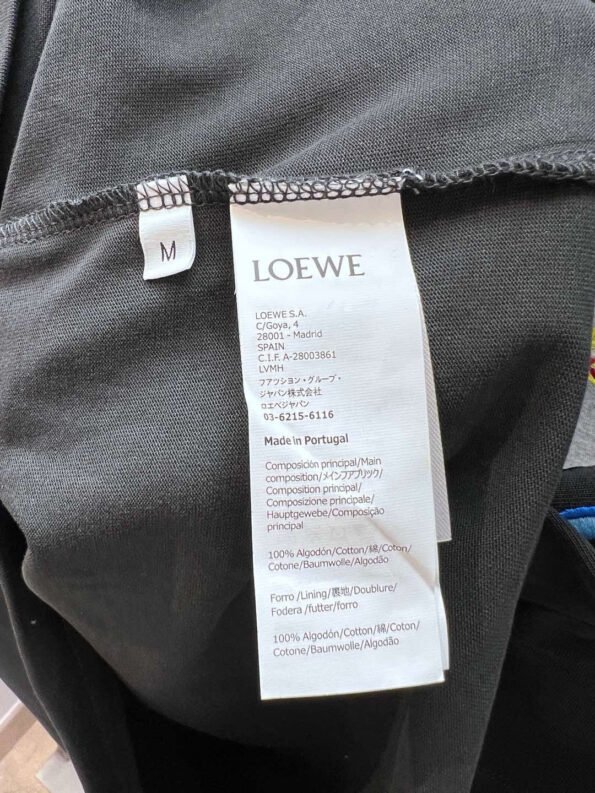 M
LOEWE
LOEWE S.A.
C/Goya, 4
28001 - Madrid
SPAIN
C.I.F. A-28003861
LVMH
ファッション・グループ・
ジャパン株式会社
ロエベジャパン
03-6215-6116
Made in Portugal
Composición principal/Main
composition/メインファブリック/
Composition principal/
Composizione principale/
Hauptgewebe/Composição
principal
100% Algodón/Cotton/綿/Coton/
Cotone/Baumwolle/Algodão
Forro /Lining/裏地/Doublure/
Fodera /futter/forro
100% Algodón/Cotton/綿/Coton/
Cotone/Baumwolle/Algodão